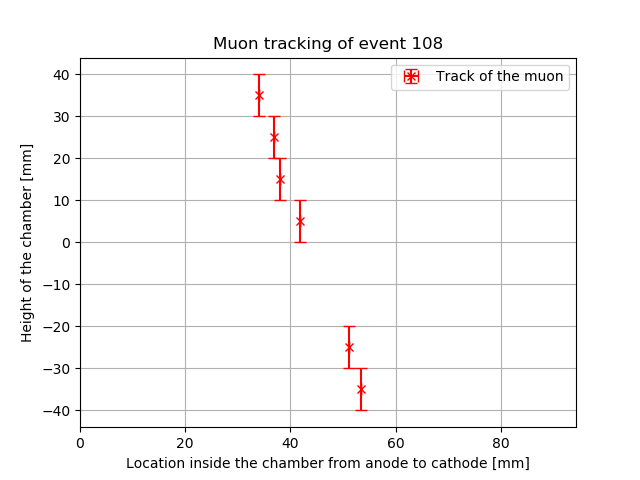 Muon tracking of event 108
Track of the muon
Height of the chamber [mm]
40
30
20
10
0
−10
−20
−30
−40
0 20 40 60 80
Location inside the chamber from anode to cathode [mm]